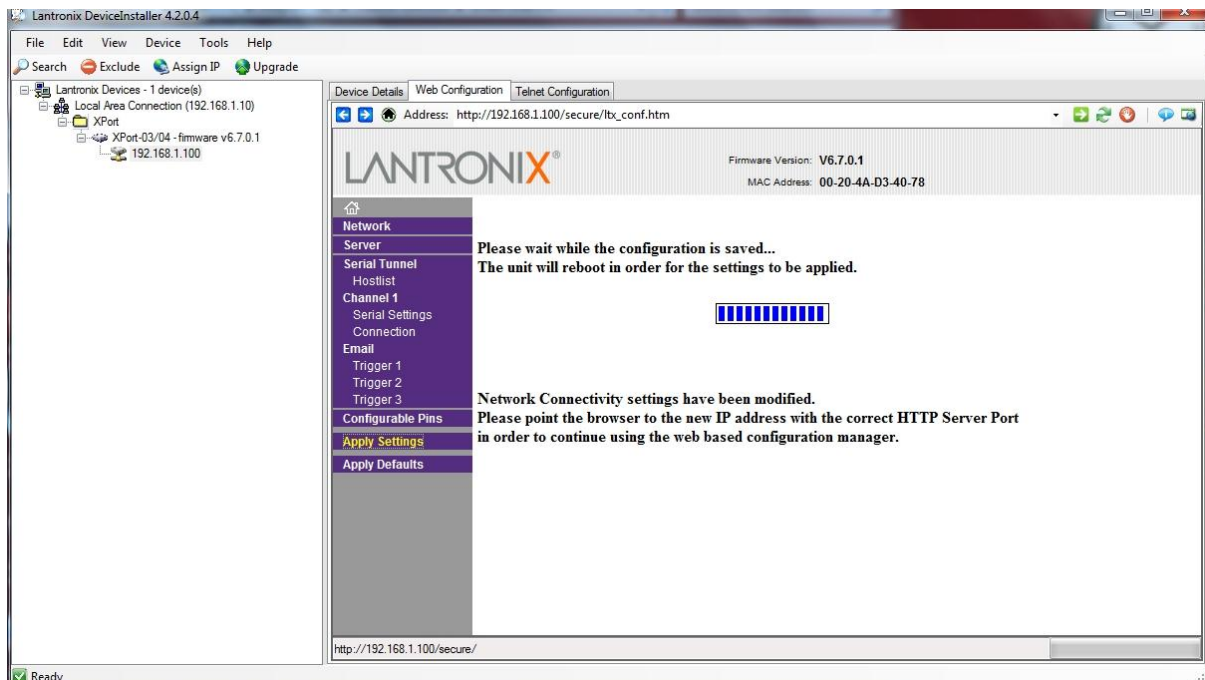 Lantronix DeviceInstaller 4.2.0.4
File Edit View Device Tools Help
Search Exclude Assign IP Upgrade
Lantronix Devices - 1 device(s)
Local Area Connection (192.168.1.10)
XPort
XPort-03/04 - firmware v6.7.0.1
192.168.1.100
Device Details Web Configuration Telnet Configuration
Address: http://192.168.1.100/secure/ltx_conf.htm
LANTRONIX®
Firmware Version: V6.7.0.1
MAC Address: 00-20-4A-D3-40-78
Network
Server
Serial Tunnel
Hostlist
Channel 1
Serial Settings
Connection
Email
Trigger 1
Trigger 2
Trigger 3
Configurable Pins
Apply Settings
Apply Defaults
Please wait while the configuration is saved...
The unit will reboot in order for the settings to be applied.
Network Connectivity settings have been modified.
Please point the browser to the new IP address with the correct HTTP Server Port
in order to continue using the web based configuration manager.
http://192.168.1.100/secure/
Ready